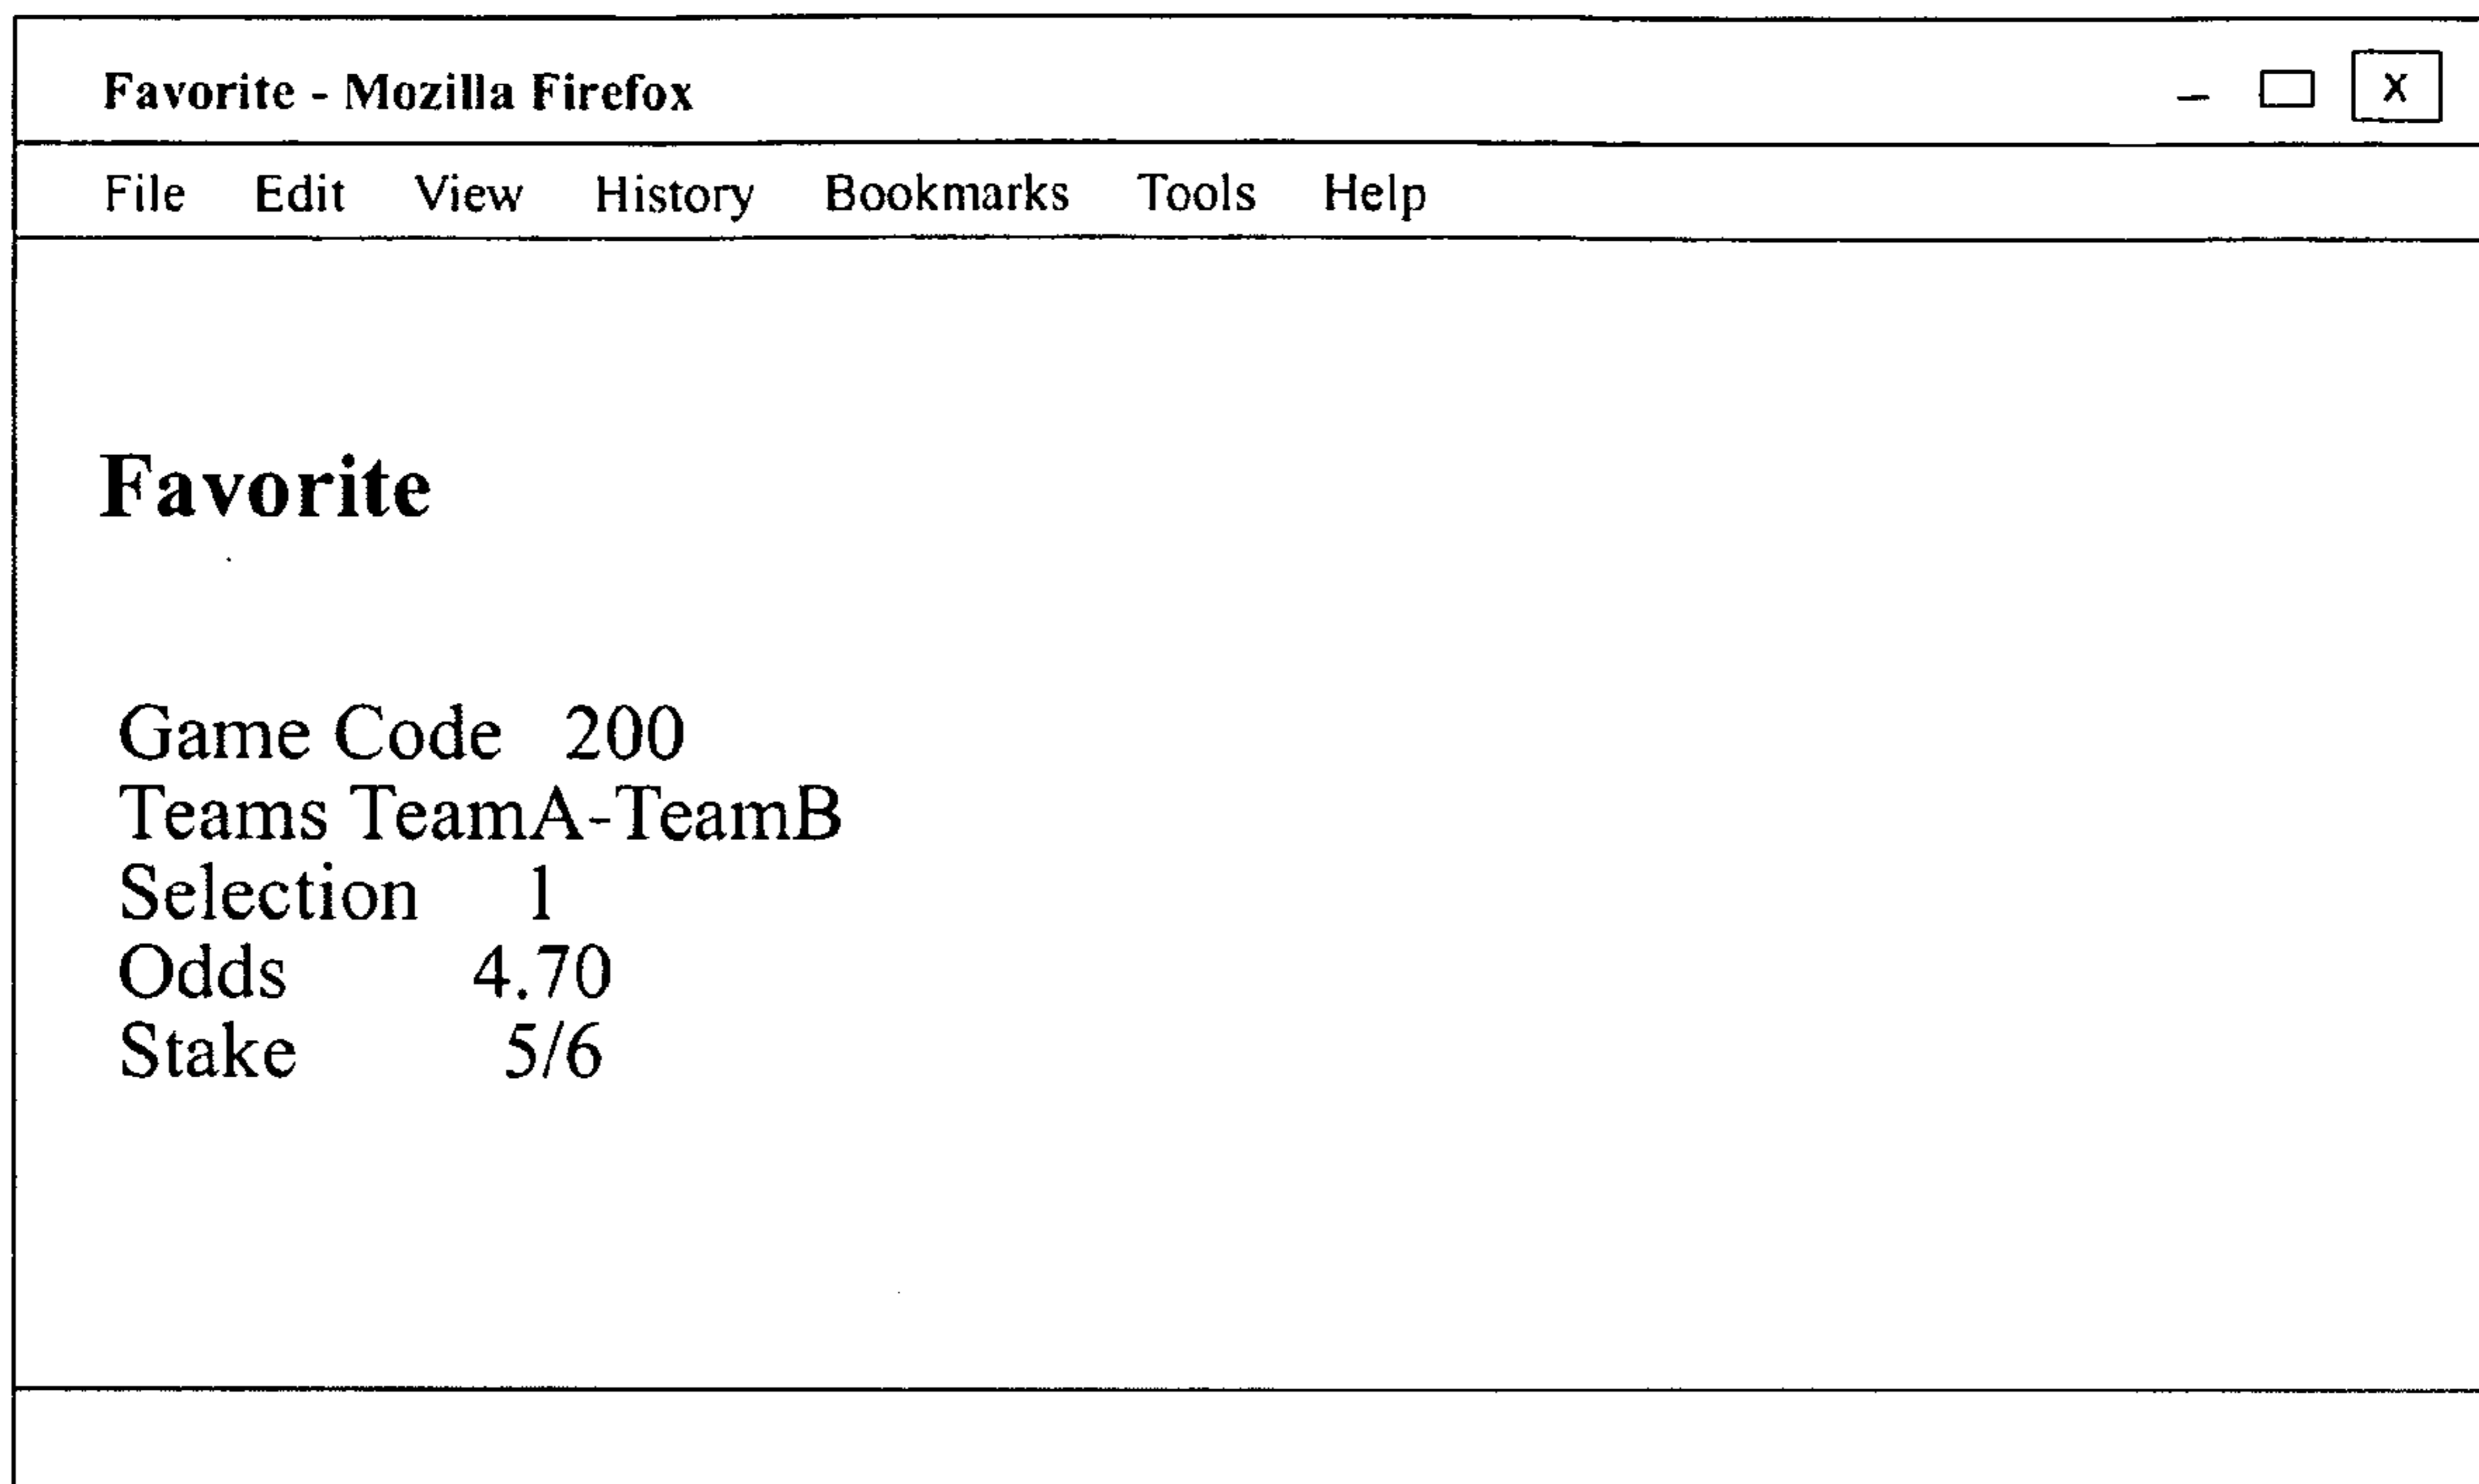 Favorite - Mozilla Firefox X
File Edit View History Bookmarks Tools Help
Favorite
Game Code 200
Teams TeamA-TeamB
Selection 1
Odds 4.70
Stake 5/6